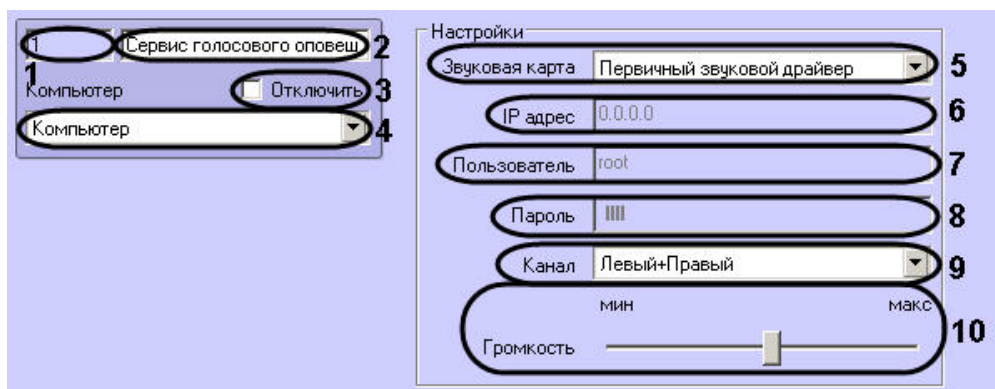 1
Сервис голосового оповещ
2
1
Компьютер
Отключить
3
Компьютер
4
Настройки
Звуковая карта
Первичный звуковой драйвер
5
IP адрес
0.0.0.0
6
Пользователь
root
7
Пароль
8
Канал
Левый+Правый
9
мин
макс
Громкость
10